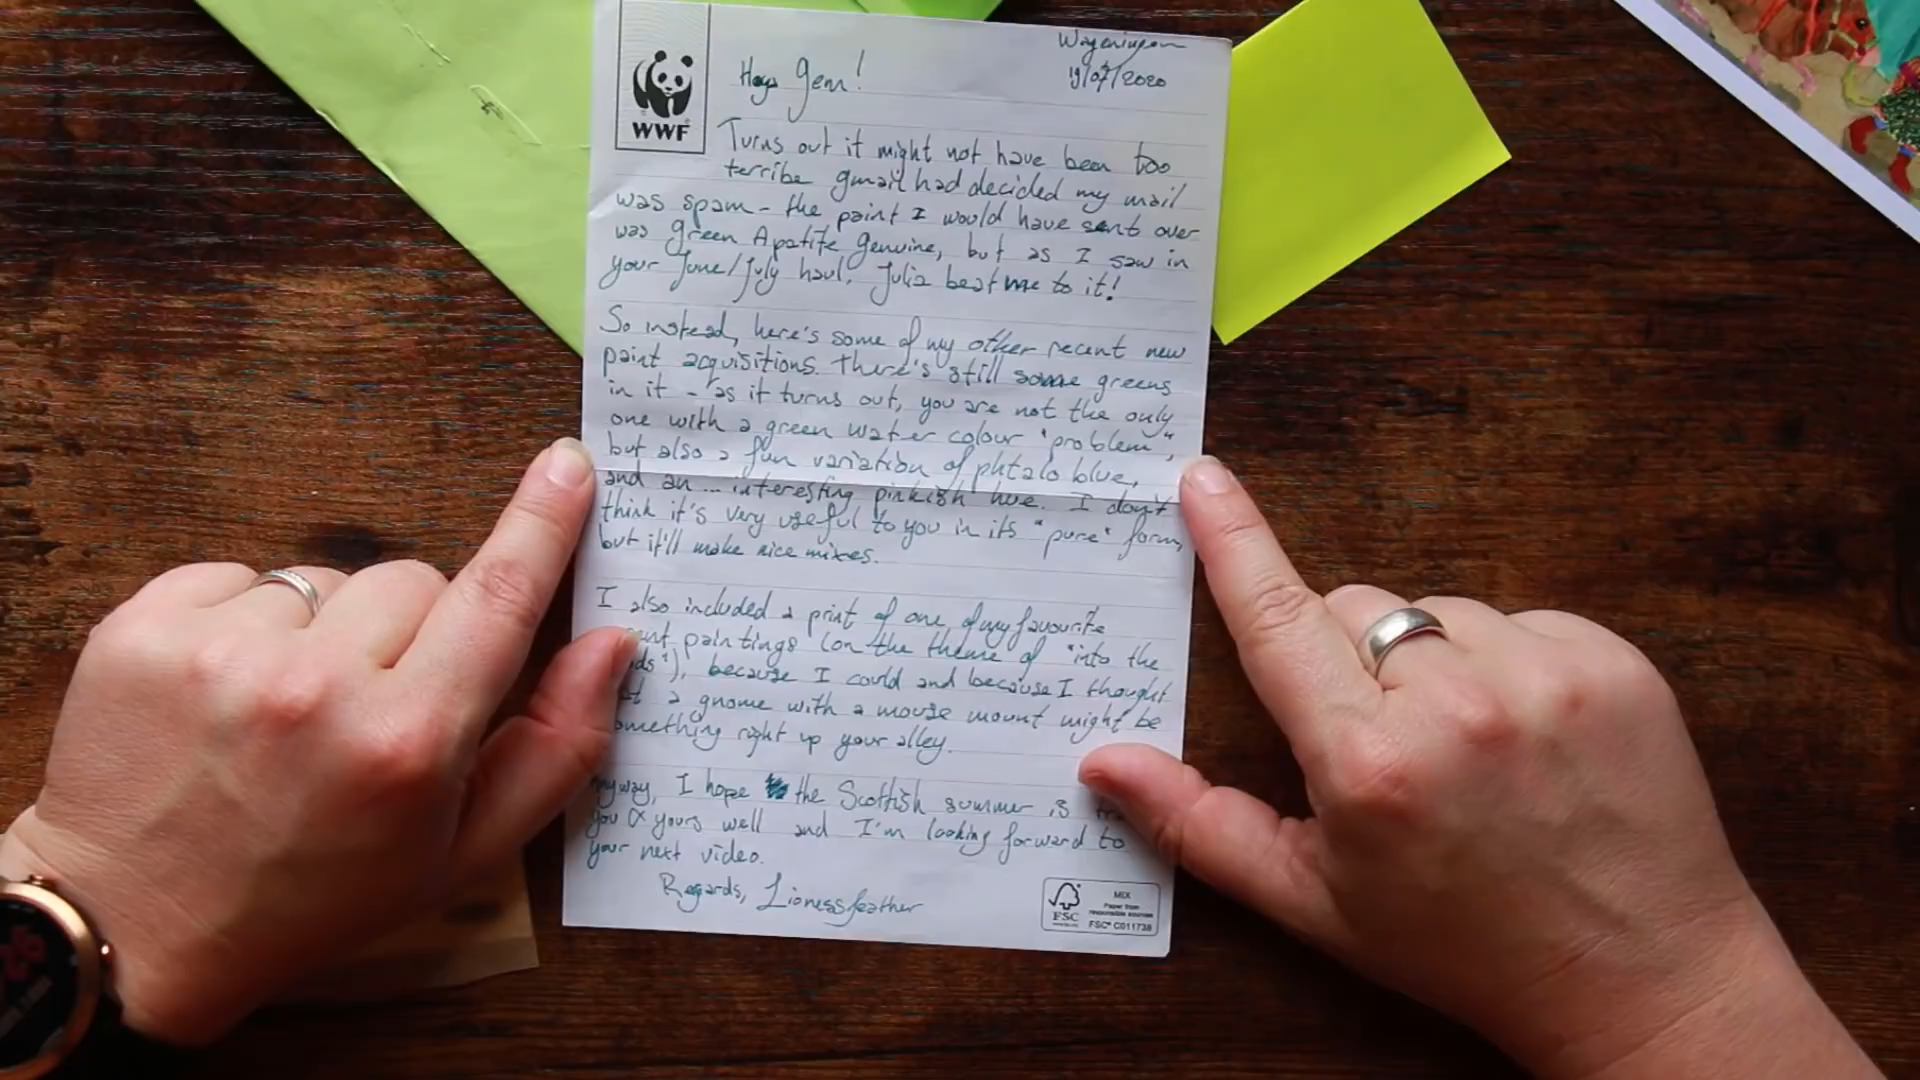 WWF
Wageningen
19/07/2020
Hey Gem!
Turns out it might not have been too
terribe gmail had decided my mail
was spam - the paint I would have sent over
was green Apatite Genuine, but as I saw in
your June/July haul, Julia beat me to it!
So instead, here's some of my other recent new
paint acquisitions. There's still some greens
in it - as it turns out, you are not the only
one with a green water colour "problem",
but also a fun variation of phtalo blue,
and an... interesting pinkish hue. I don't
think it's very useful to you in its "pure" form,
but it'll make nice mixes.
I also included a print of one of my favourite
paintings (on the theme of "into the
because I could and because I thought
a gnome with a mouse mount might be
something right up your alley.
Anyway, I hope the Scottish summer is
you & yours well and I'm looking forward to
your next video.
Regards, Lionessfeather
FSC
MIX
Paper from
responsible sources
FSC® C011738